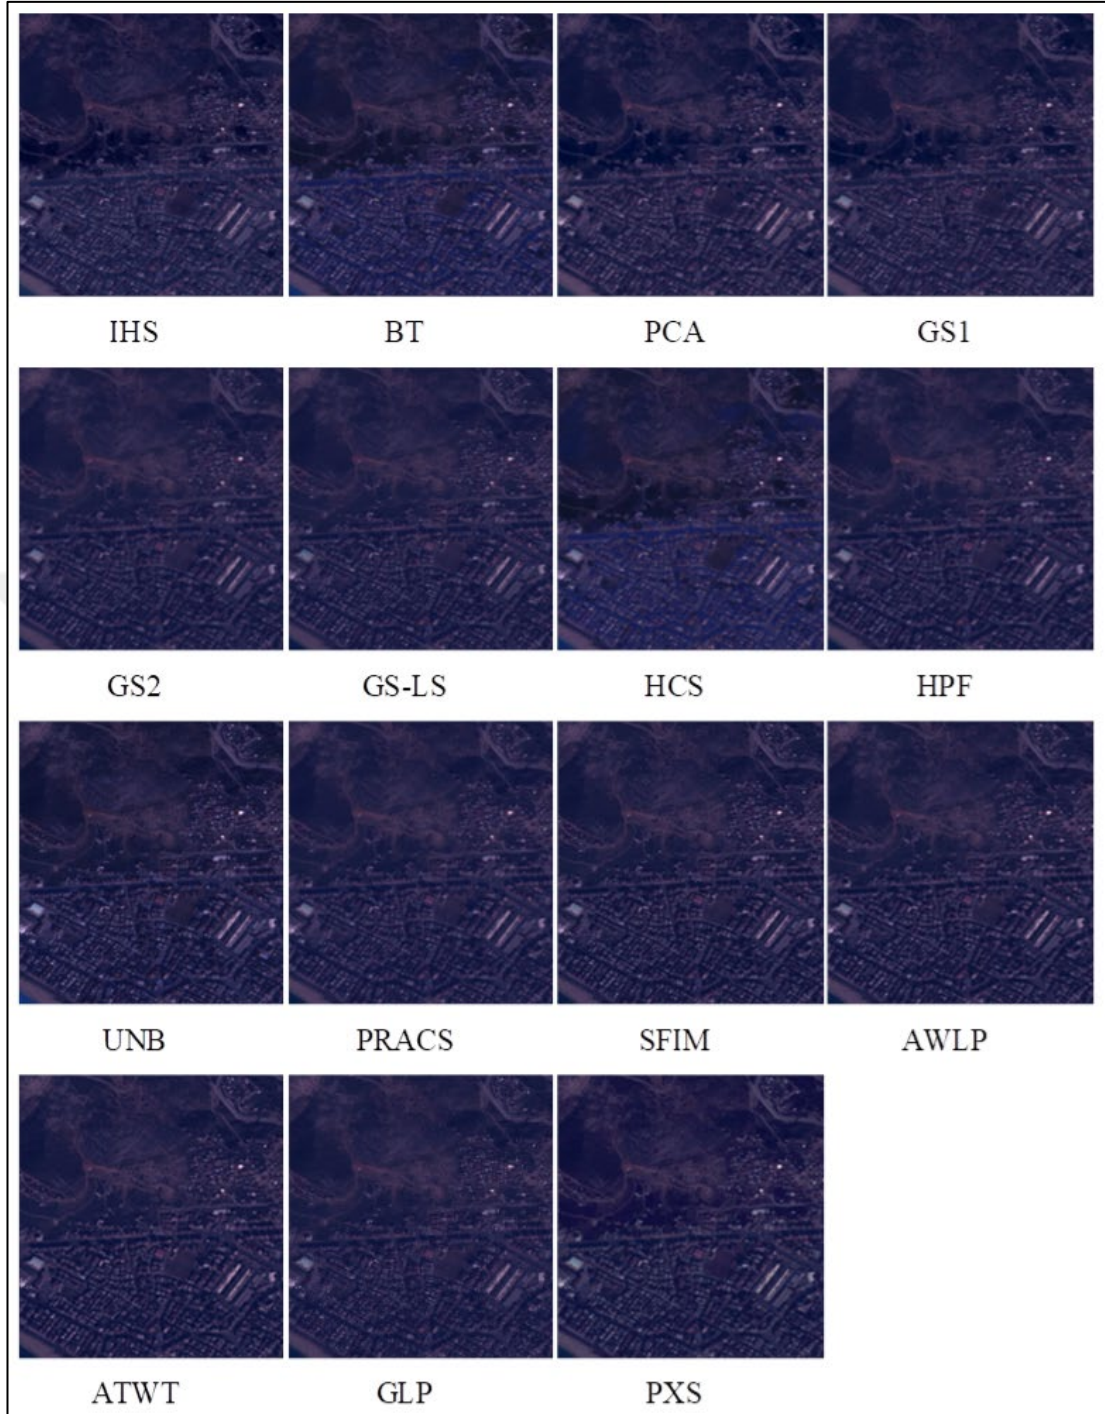 IHS BT PCA GS1
GS2 GS-LS HCS HPF
UNB PRACS SFIM AWLP
ATWT GLP PXS